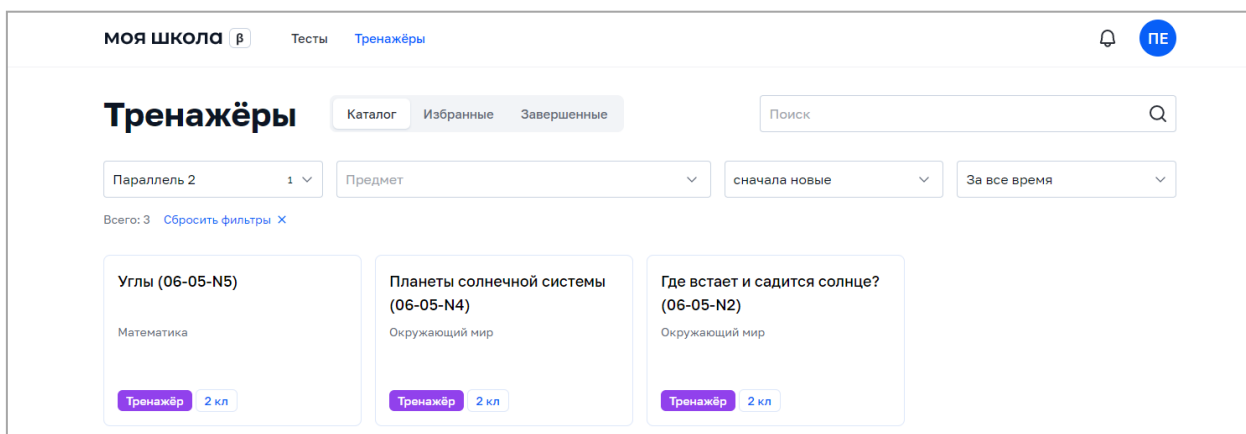 моя школа β Тесты Тренажёры ПЕ
Тренажёры Каталог Избранные Завершенные Поиск
Параллель 2 1 Предмет сначала новые За все время
Всего: 3 Сбросить фильтры ×
Углы (06-05-N5)
Математика
Тренажёр 2 кл
Планеты солнечной системы
(06-05-N4)
Окружающий мир
Тренажёр 2 кл
Где встает и садится солнце?
(06-05-N2)
Окружающий мир
Тренажёр 2 кл